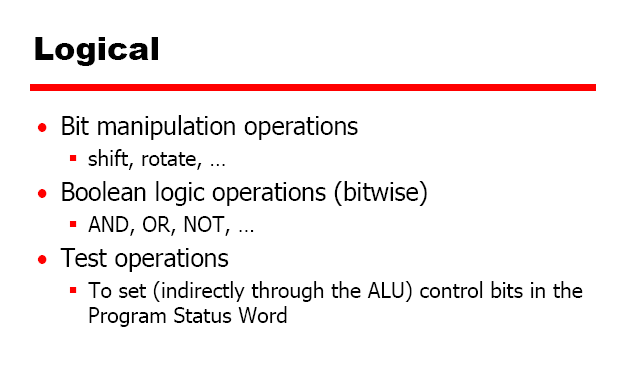 Logical
• Bit manipulation operations
▪ shift, rotate, …
• Boolean logic operations (bitwise)
▪ AND, OR, NOT, …
• Test operations
▪ To set (indirectly through the ALU) control bits in the
Program Status Word